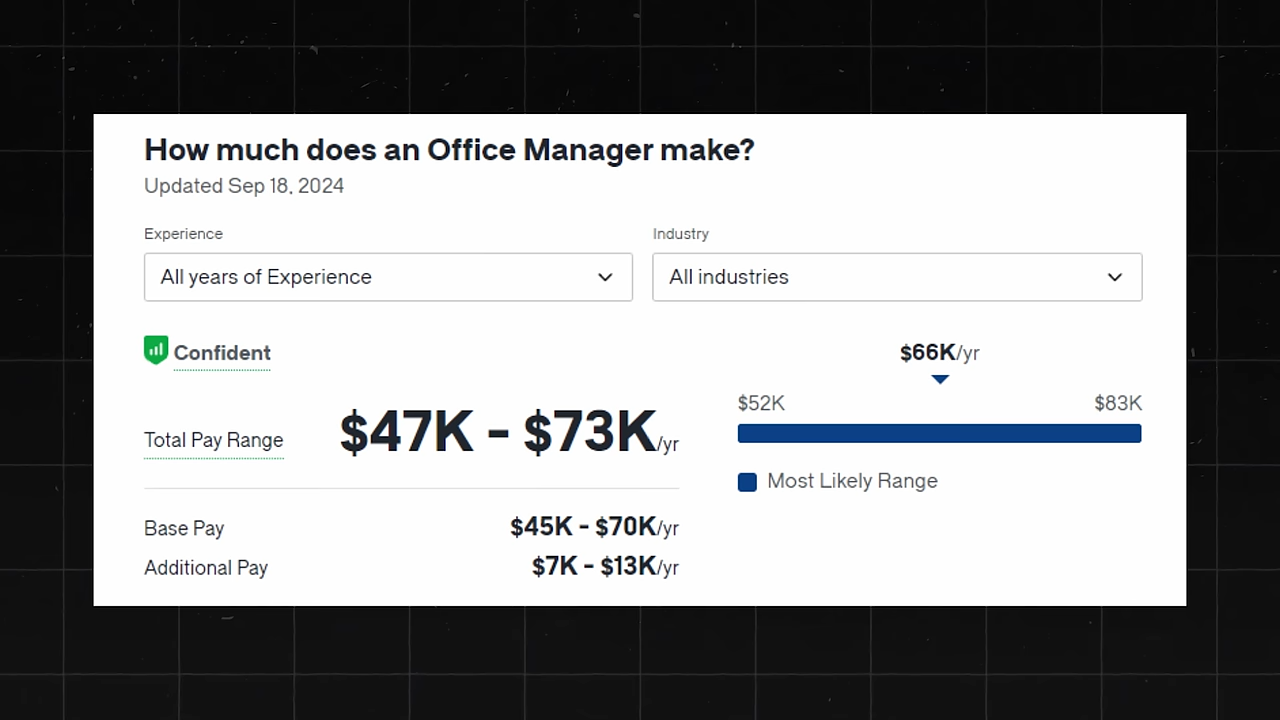 How much does an Office Manager make?
Updated Sep 18, 2024
Experience
Industry
All years of Experience
All industries
Confident
$66K/yr
$52K
$83K
Total Pay Range
$47K - $73K/yr
Most Likely Range
Base Pay
$45K - $70K/yr
Additional Pay
$7K - $13K/yr